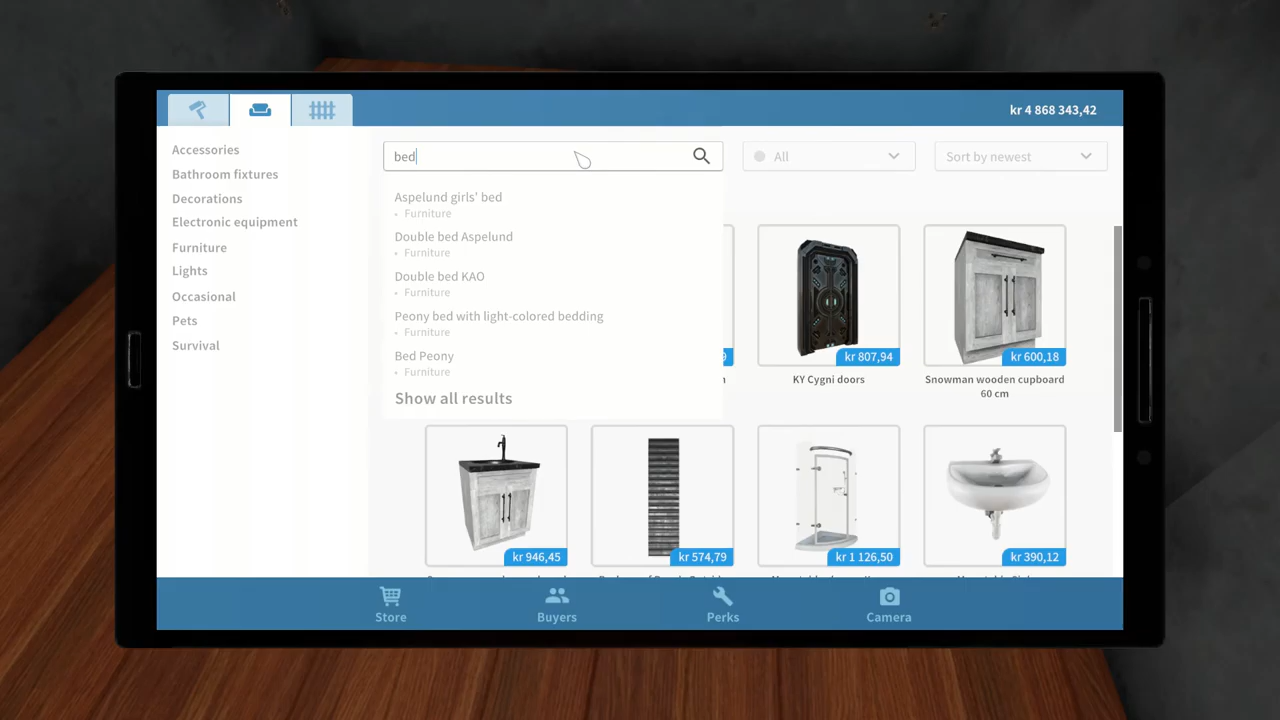 kr 4 868 343,42
Accessories
Bathroom fixtures
Decorations
Electronic equipment
Furniture
Lights
Occasional
Pets
Survival
bed
All
Sort by newest
Aspelund girls' bed
• Furniture
Double bed Aspelund
• Furniture
Double bed KAO
• Furniture
Peony bed with light-colored bedding
• Furniture
Bed Peony
• Furniture
Show all results
kr 807,94
kr 600,18
KY Cygni doors
Snowman wooden cupboard
60 cm
kr 946,45
kr 574,79
kr 1 126,50
kr 390,12
Store
Buyers
Perks
Camera